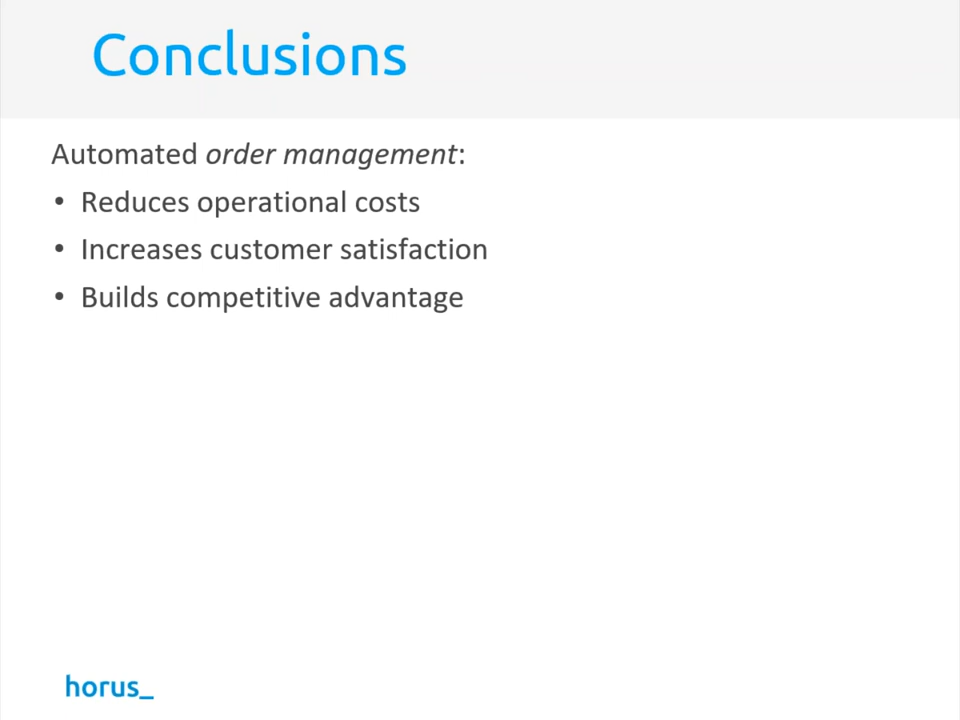 Conclusions
Automated order management:
• Reduces operational costs
• Increases customer satisfaction
• Builds competitive advantage
horus_